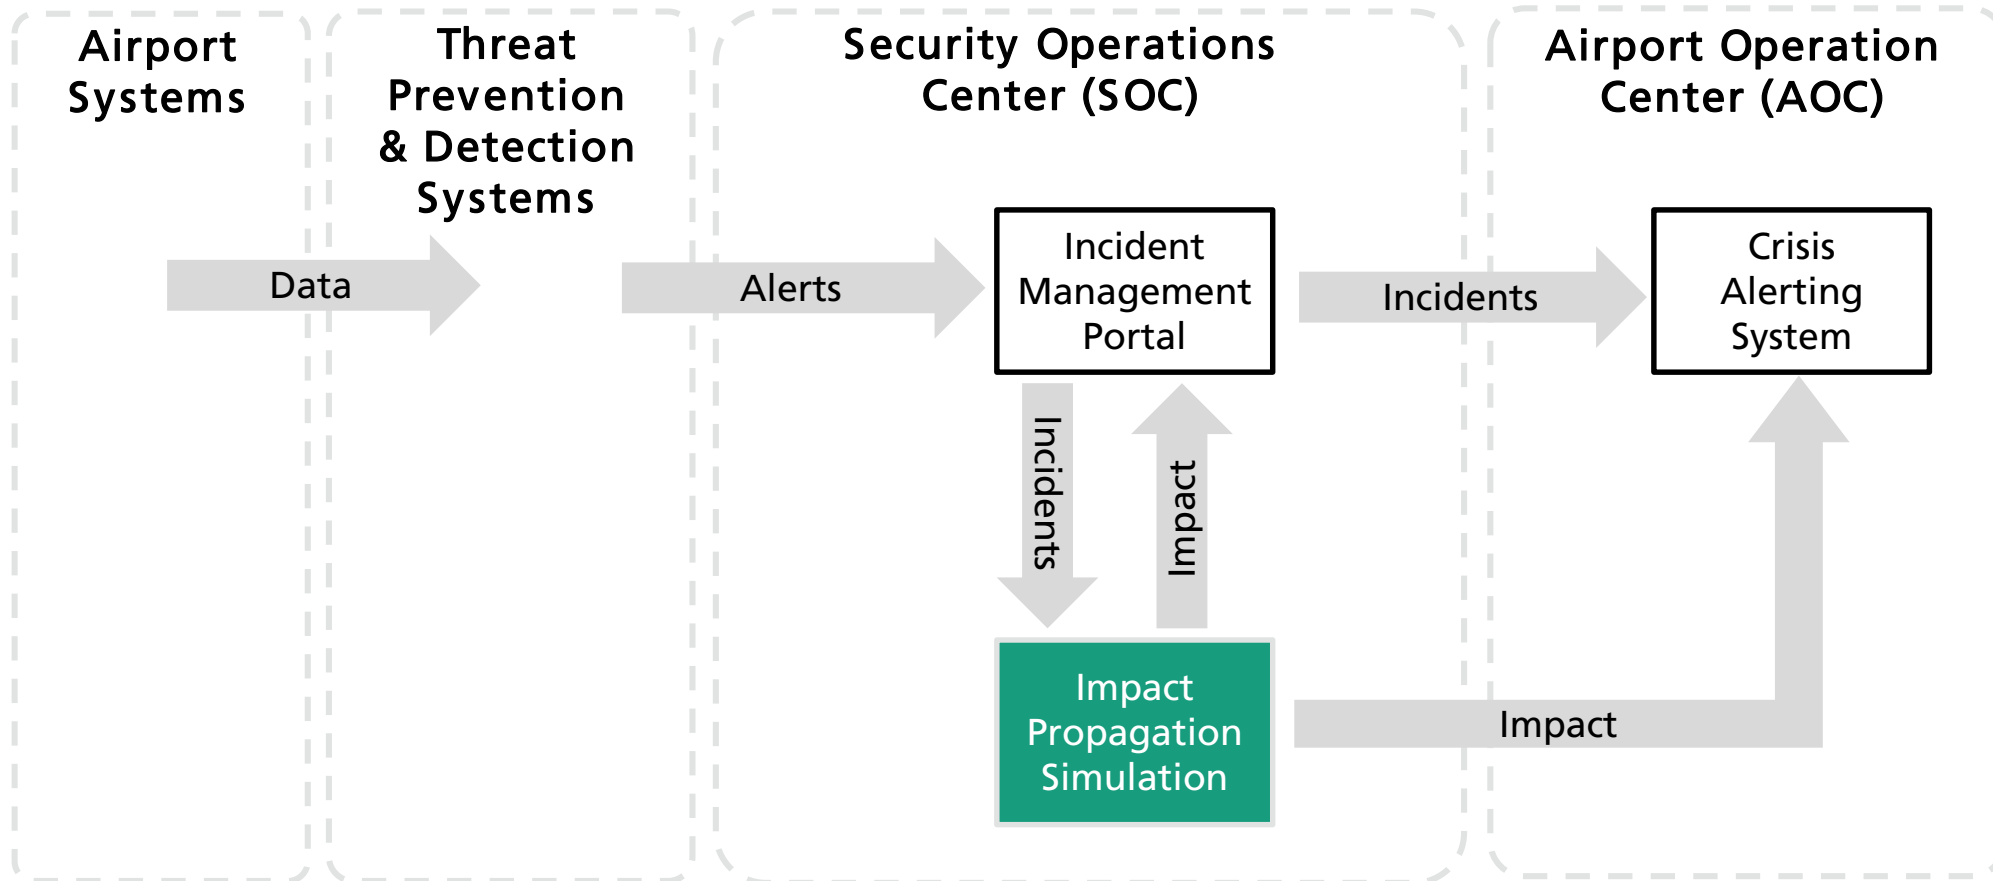 Airport
Systems
Threat
Prevention
& Detection
Systems
Security Operations
Center (SOC)
Airport Operation
Center (AOC)
Data
Alerts
Incident
Management
Portal
Incidents
Crisis
Alerting
System
Incidents
Impact
Impact
Propagation
Simulation
Impact